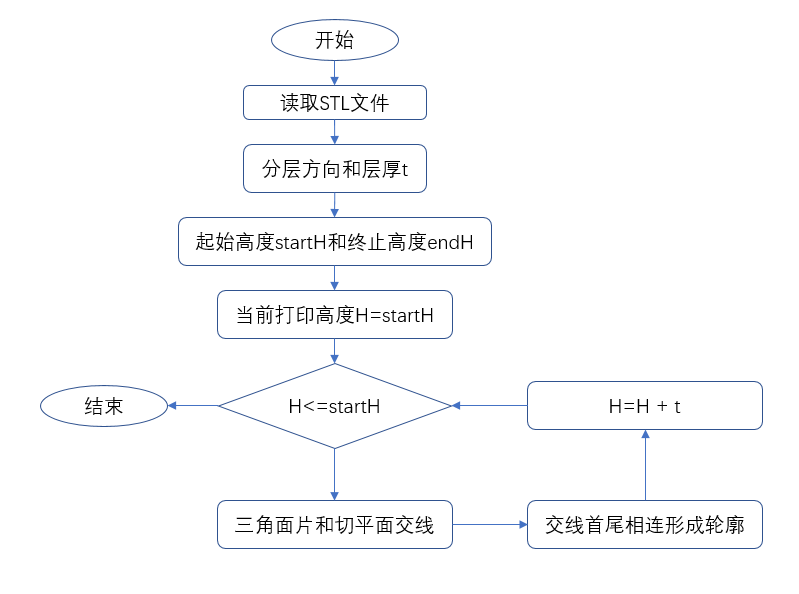 开始
读取STL文件
分层方向和层厚t
起始高度startH和终止高度endH
当前打印高度H=startH
结束
H<=startH
H=H + t
三角面片和切平面交线
交线首尾相连形成轮廓